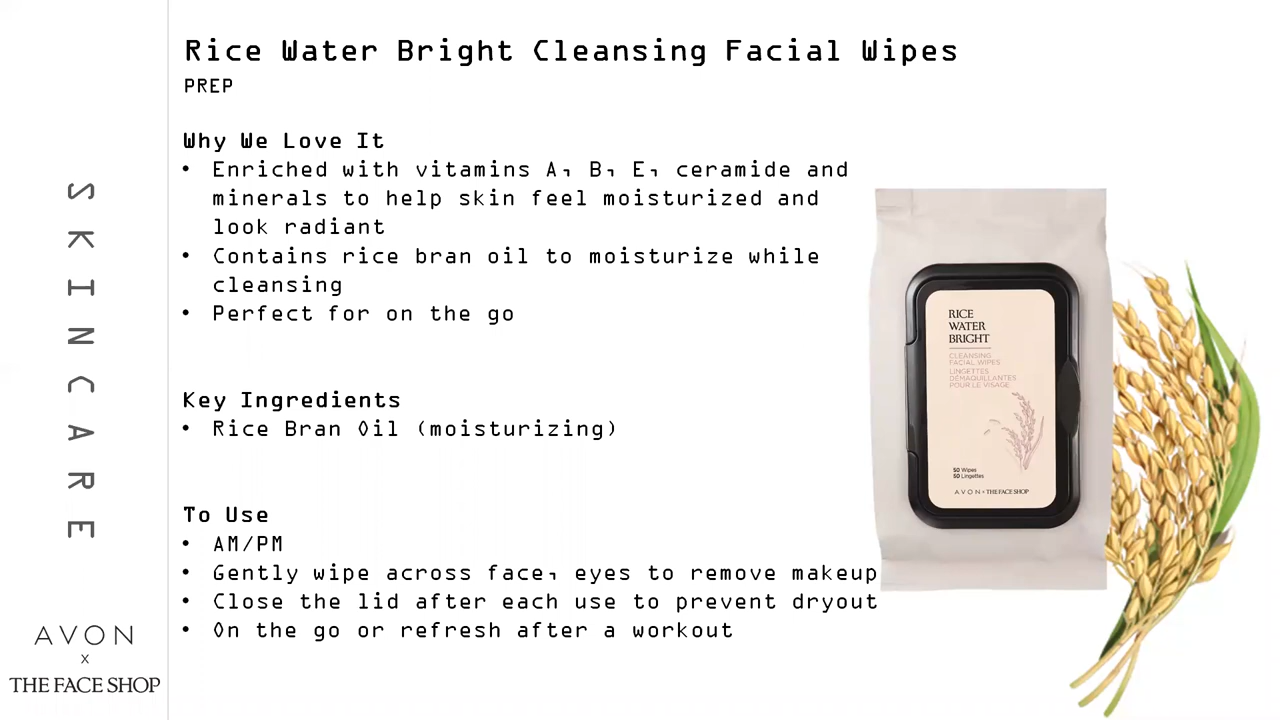 Rice Water Bright Cleansing Facial Wipes
PREP
Why We Love It
• Enriched with vitamins A, B, E, ceramide and
minerals to help skin feel moisturized and
look radiant
• Contains rice bran oil to moisturize while
cleansing
• Perfect for on the go
Key Ingredients
• Rice Bran Oil (moisturizing)
To Use
• AM/PM
• Gently wipe across face, eyes to remove makeup
• Close the lid after each use to prevent dryout
• On the go or refresh after a workout
SKINCARE
AVON
x
THE FACE SHOP
RICE
WATER
BRIGHT
CLEANSING
FACIAL WIPES
LINGETTES
DÉMAQUILLANTES
POUR LE VISAGE
50 Wipes
50 Lingettes
AVON × THE FACE SHOP